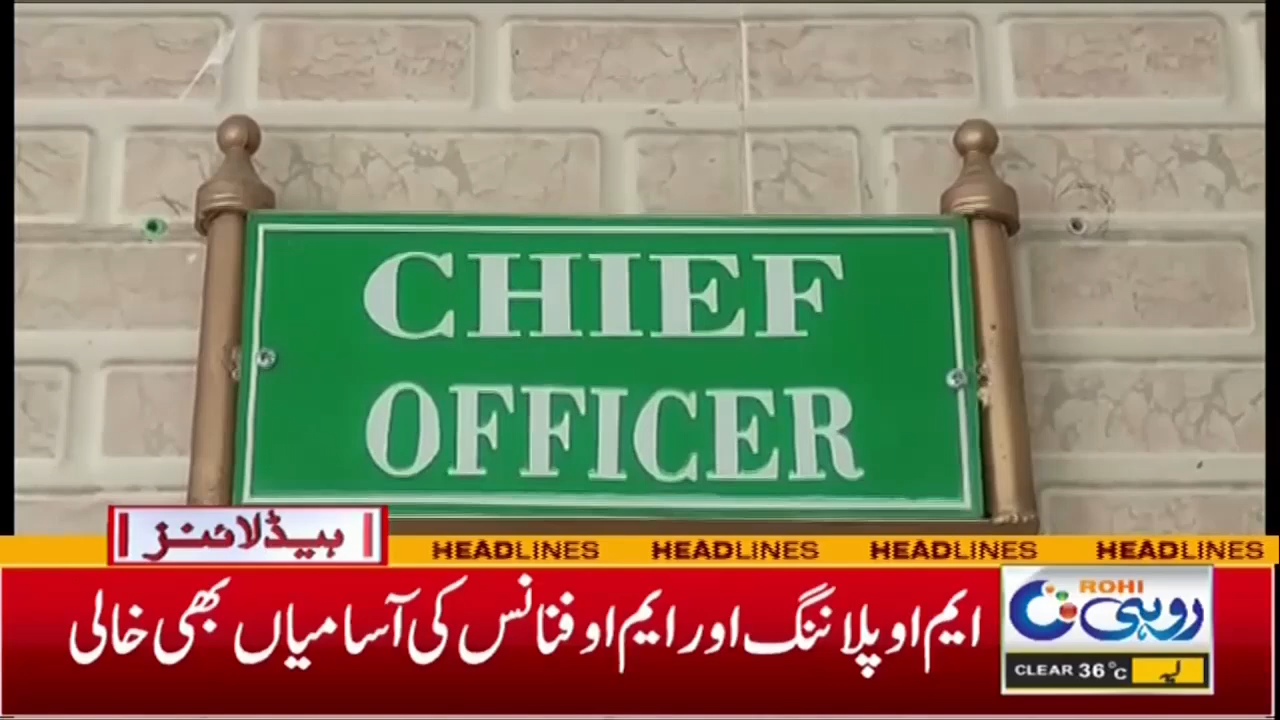 CHIEF
OFFICER
ہیڈلائنز
HEADLINES HEADLINES HEADLINES HEADLINES
ایم او پلاننگ اور ایم او فنانس کی آسامیاں بھی خالی
ROHI
روہی
CLEAR 36°C لیہ